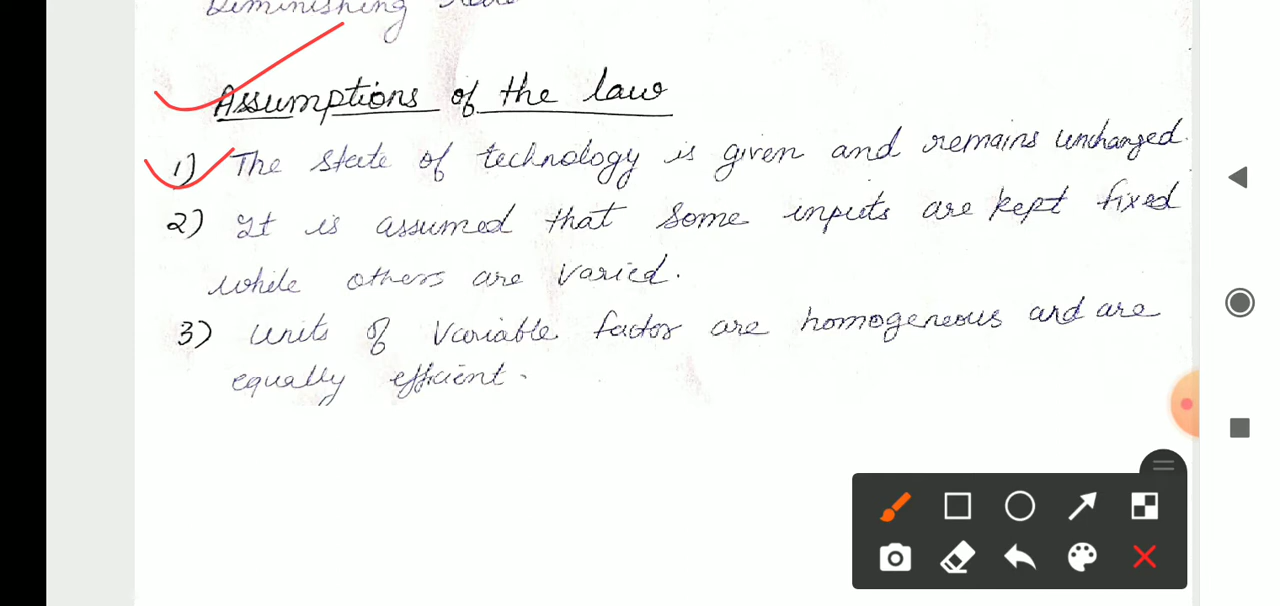 Diminishing
Assumptions of the law
1) The state of technology is given and remains unchanged.
2) It is assumed that some inputs are kept fixed
while others are varied.
3) units of variable factor are homogeneous and are
equally efficient.